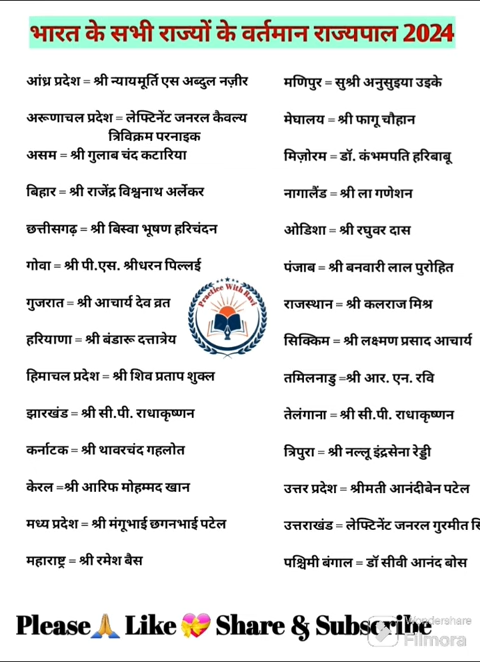 भारत के सभी राज्यों के वर्तमान राज्यपाल 2024
आंध्र प्रदेश = श्री न्यायमूर्ति एस अब्दुल नज़ीर
अरूणाचल प्रदेश = लेफ्टिनेंट जनरल कैवल्य
त्रिविक्रम परनाइक
असम = श्री गुलाब चंद कटारिया
बिहार = श्री राजेंद्र विश्वनाथ अर्लेकर
छत्तीसगढ़ = श्री बिस्वा भूषण हरिचंदन
गोवा = श्री पी.एस. श्रीधरन पिल्लई
गुजरात = श्री आचार्य देव व्रत
हरियाणा = श्री बंडारू दत्तात्रेय
हिमाचल प्रदेश = श्री शिव प्रताप शुक्ल
झारखंड = श्री सी.पी. राधाकृष्णन
कर्नाटक = श्री थावरचंद गहलोत
केरल =श्री आरिफ मोहम्मद खान
मध्य प्रदेश = श्री मंगूभाई छगनभाई पटेल
महाराष्ट्र = श्री रमेश बैस
मणिपुर = सुश्री अनुसुइया उइके
मेघालय = श्री फागू चौहान
मिज़ोरम = डॉ. कंभमपति हरिबाबू
नागालैंड = श्री ला गणेशन
ओडिशा = श्री रघुवर दास
पंजाब = श्री बनवारी लाल पुरोहित
राजस्थान = श्री कलराज मिश्र
सिक्किम = श्री लक्ष्मण प्रसाद आचार्य
तमिलनाडु =श्री आर. एन. रवि
तेलंगाना = श्री सी.पी. राधाकृष्णन
त्रिपुरा = श्री नल्लू इंद्रसेना रेड्डी
उत्तर प्रदेश = श्रीमती आनंदीबेन पटेल
उत्तराखंड = लेफ्टिनेंट जनरल गुरमीत सि
पश्चिमी बंगाल = डॉ सीवी आनंद बोस
Practice With Ravi
Please🙏 Like 💝 Share & Subscribe
Wondershare
Filmora